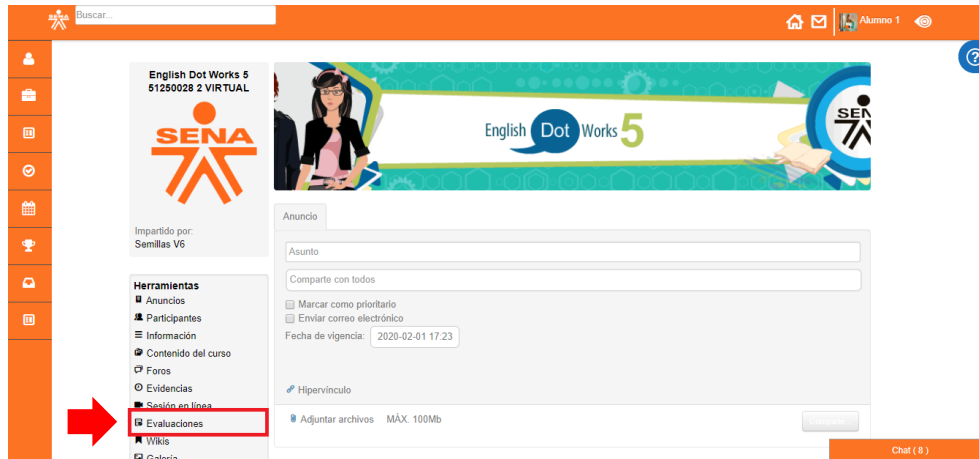 Buscar...
Alumno 1
English Dot Works 5
51250028 2 VIRTUAL
SENA
Impartido por:
Semillas V6
Herramientas
Anuncios
Participantes
Información
Contenido del curso
Foros
Evidencias
Sesión en línea
Evaluaciones
Wikis
Galería
English Dot Works 5
SEN
Anuncio
Asunto
Comparte con todos
Marcar como prioritario
Enviar correo electrónico
Fecha de vigencia: 2020-02-01 17:23
Hipervínculo
Adjuntar archivos MÁX. 100Mb
Chat ( 8 )